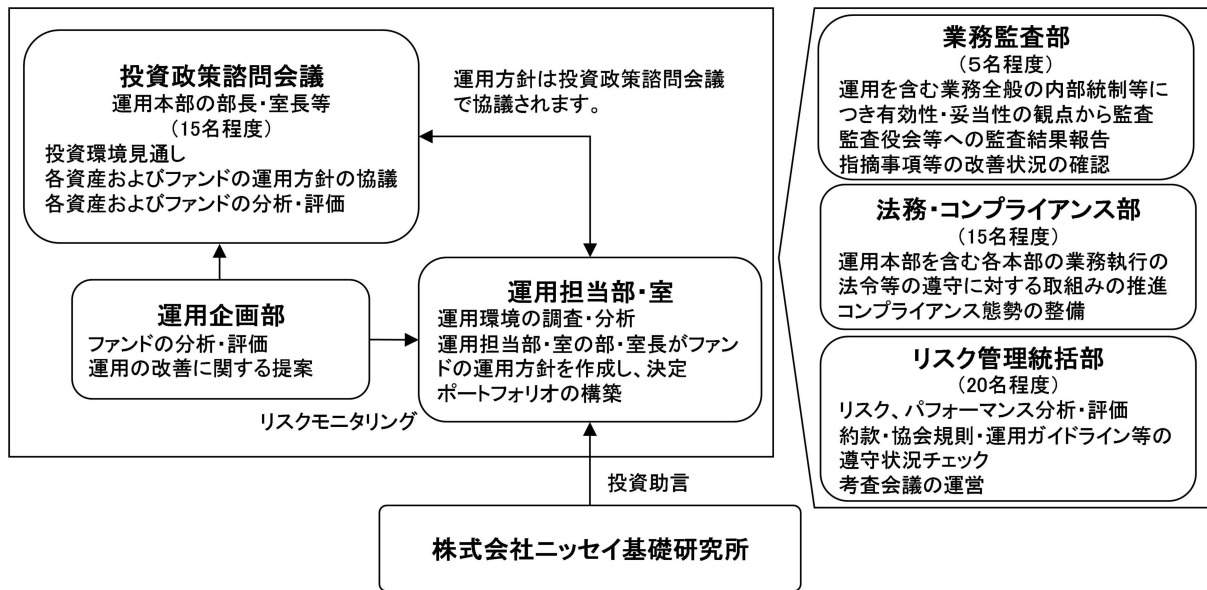 投資政策諮問会議
運用本部の部長・室長等
(15名程度)
投資環境見通し
各資産およびファンドの運用方針の協議
各資産およびファンドの分析・評価
運用方針は投資政策諮問会議
で協議されます。
運用企画部
ファンドの分析・評価
運用の改善に関する提案
リスクモニタリング
運用担当部・室
運用環境の調査・分析
運用担当部・室の部・室長がファン
ドの運用方針を作成し、決定
ポートフォリオの構築
投資助言
株式会社ニッセイ基礎研究所
業務監査部
(5名程度)
運用を含む業務全般の内部統制等に
つき有効性・妥当性の観点から監査
監査役会等への監査結果報告
指摘事項等の改善状況の確認
法務・コンプライアンス部
(15名程度)
運用本部を含む各本部の業務執行の
法令等の遵守に対する取組みの推進
コンプライアンス態勢の整備
リスク管理統括部
(20名程度)
リスク、パフォーマンス分析・評価
約款・協会規則・運用ガイドライン等の
遵守状況チェック
考査会議の運営